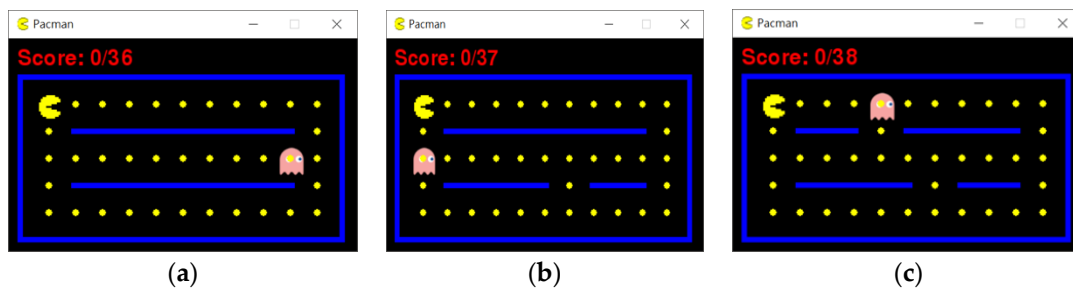 Pacman
Score: 0/36
(a)
Pacman
Score: 0/37
(b)
Pacman
Score: 0/38
(c)